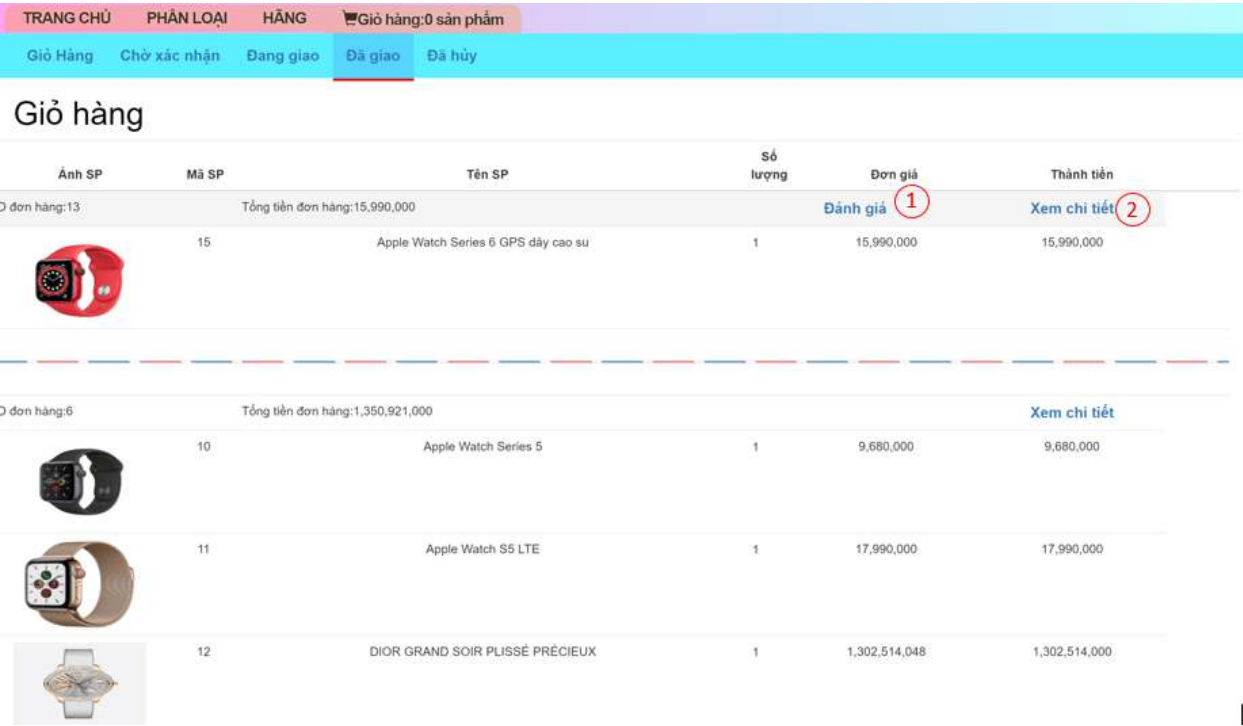 TRANG CHỦ PHÂN LOẠI HÃNG Giỏ hàng:0 sản phẩm
Giỏ Hàng Chờ xác nhận Đang giao Đã giao Đã hủy
Giỏ hàng
Ảnh SP Mã SP Tên SP Số lượng Đơn giá Thành tiền
D đơn hàng:13 Tổng tiền đơn hàng:15,990,000 Đánh giá 1 Xem chi tiết 2
15 Apple Watch Series 6 GPS dây cao su 1 15,990,000 15,990,000
D đơn hàng:6 Tổng tiền đơn hàng:1,350,921,000 Xem chi tiết
10 Apple Watch Series 5 1 9,680,000 9,680,000
11 Apple Watch S5 LTE 1 17,990,000 17,990,000
12 DIOR GRAND SOIR PLISSÉ PRÉCIEUX 1 1,302,514,048 1,302,514,000